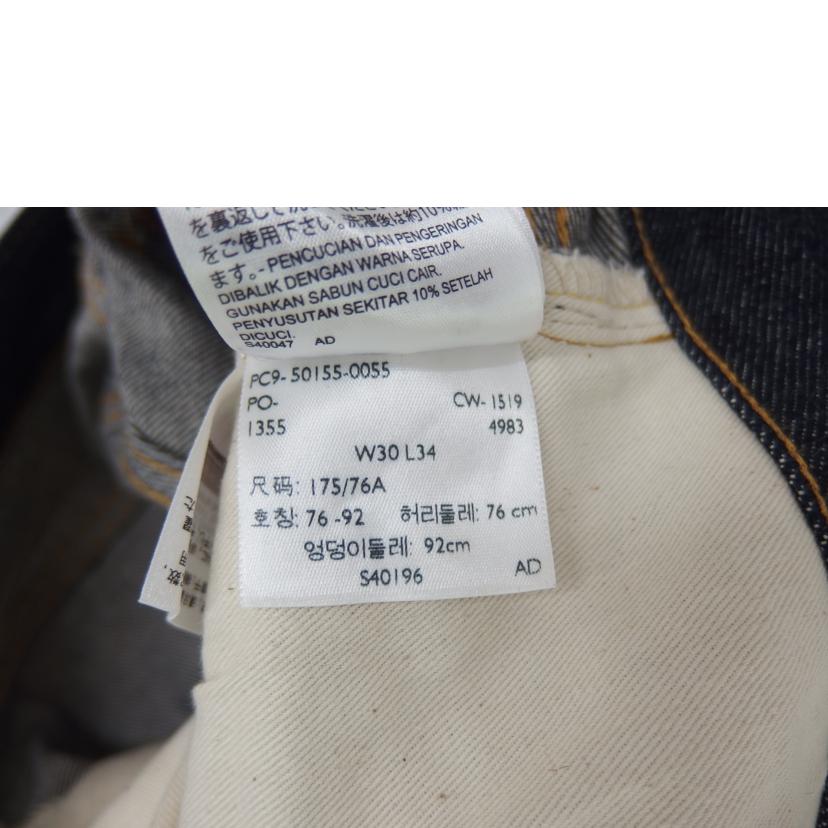 を裏返して
をご使用下さい。洗濯後は約10%
ます。- PENCUCIAN DAN PENGERINGAN
DIBALIK DENGAN WARNA SERUPA.
GUNAKAN SABUN CUCI CAIR.
PENYUSUTAN SEKITAR 10% SETELAH
DICUCI.
S40047 AD
PC9- 50155-0055
PO- CW- 1519
1355 4983
W30 L34
尺码: 175/76A
호칭: 76 -92 허리둘레: 76 cm
엉덩이둘레: 92cm
S40196 AD